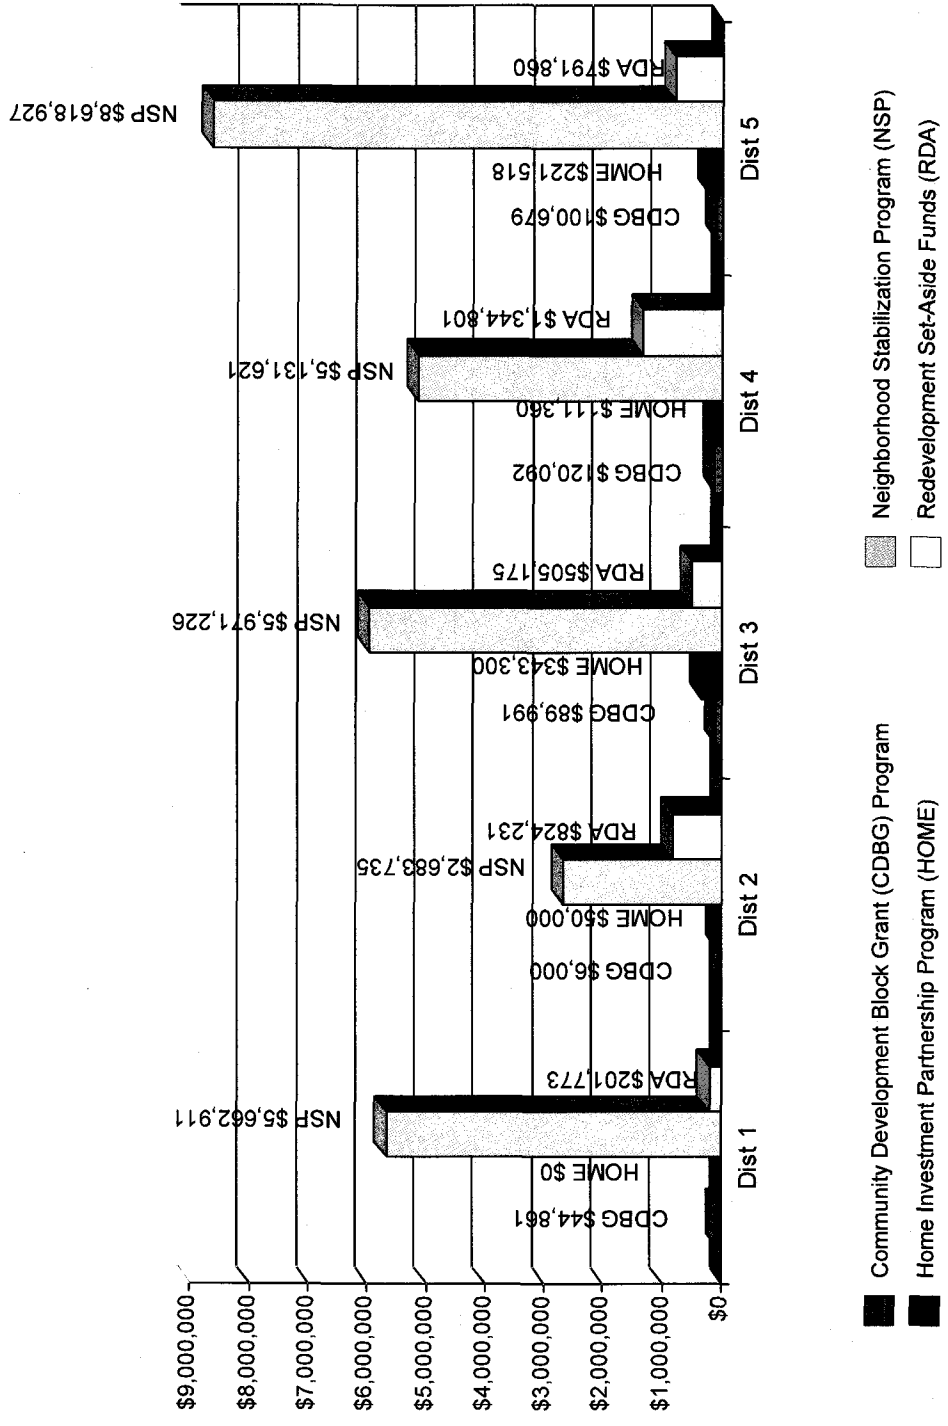 $9,000,000
$8,000,000
$7,000,000
$6,000,000
$5,000,000
$4,000,000
$3,000,000
$2,000,000
$1,000,000
$0
CDBG $44,861
HOME $0
NSP $5,662,911
RDA $201,773
CDBG $6,000
HOME $50,000
NSP $2,683,735
RDA $824,231
CDBG $89,991
HOME $343,300
NSP $5,971,226
RDA $505,175
CDBG $120,092
HOME $111,360
NSP $5,131,621
RDA $1,344,801
CDBG $100,679
HOME $221,518
NSP $8,618,927
RDA $791,860
Dist 1
Dist 2
Dist 3
Dist 4
Dist 5
Community Development Block Grant (CDBG) Program
Neighborhood Stabilization Program (NSP)
Home Investment Partnership Program (HOME)
Redevelopment Set-Aside Funds (RDA)